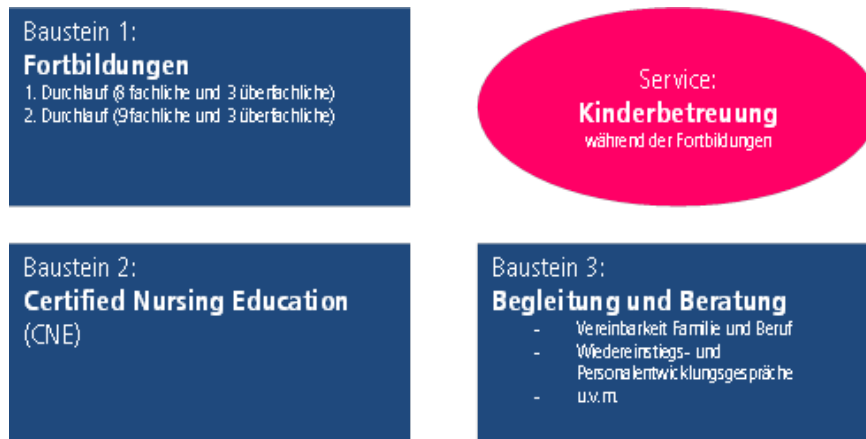 Baustein 1:
Fortbildungen
1. Durchlauf (8 fachliche und 3 überfachliche)
2. Durchlauf (9 fachliche und 3 überfachliche)
Service:
Kinderbetreuung
während der Fortbildungen
Baustein 2:
Certified Nursing Education
(CNE)
Baustein 3:
Begleitung und Beratung
- Vereinbarkeit Familie und Beruf
- Wiedereinstiegs- und
Personalentwicklungsgespräche
- u.v.m.